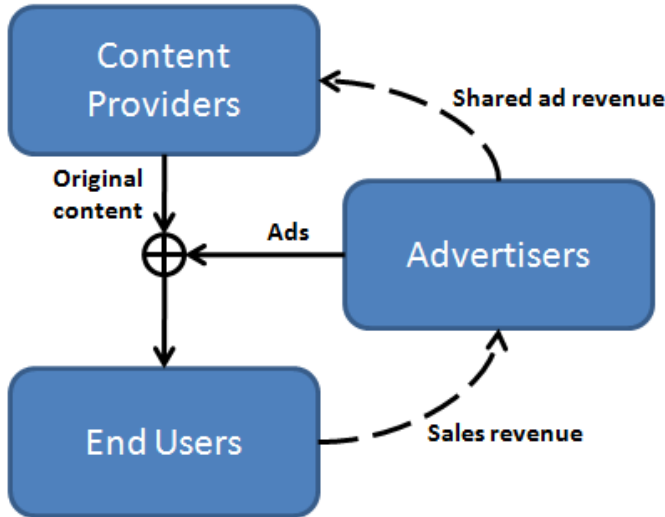 Content
Providers
Shared ad revenue
Original
content
Ads
Advertisers
End Users
Sales revenue